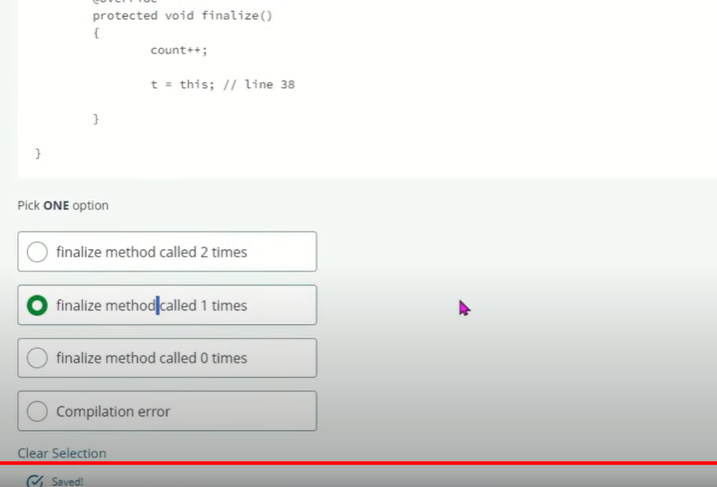 @Override
protected void finalize()
{
count++;
t = this; // line 38
}
}
Pick ONE option
finalize method called 2 times
finalize method called 1 times
finalize method called 0 times
Compilation error
Clear Selection
Saved!